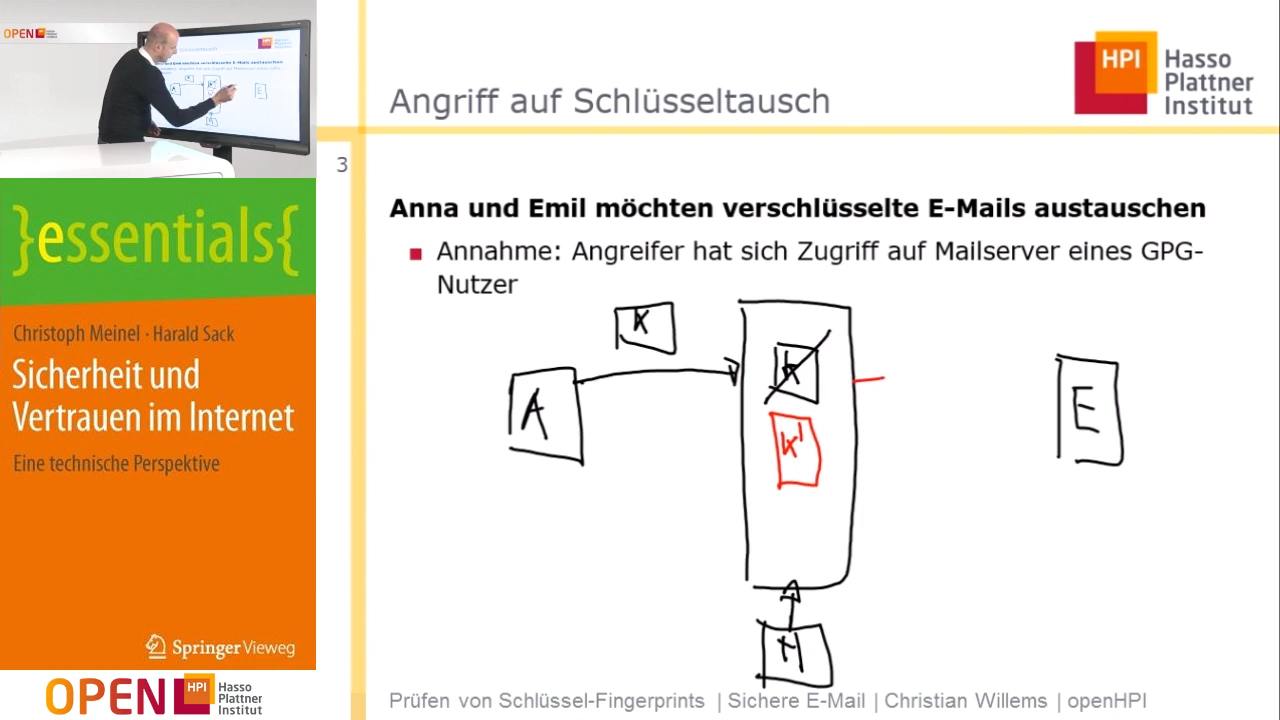 OPEN HPI
HPI Hasso
Plattner
Institut
Angriff auf Schlüsseltausch
3
Anna und Emil möchten verschlüsselte E-Mails austauschen
Annahme: Angreifer hat sich Zugriff auf Mailserver eines GPG-
Nutzer
K
K
A
K'
E
H
}essentials{
Christoph Meinel · Harald Sack
Sicherheit und
Vertrauen im Internet
Eine technische Perspektive
Springer Vieweg
OPEN HPI Hasso
Plattner
Institut
Prüfen von Schlüssel-Fingerprints | Sichere E-Mail | Christian Willems | openHPI